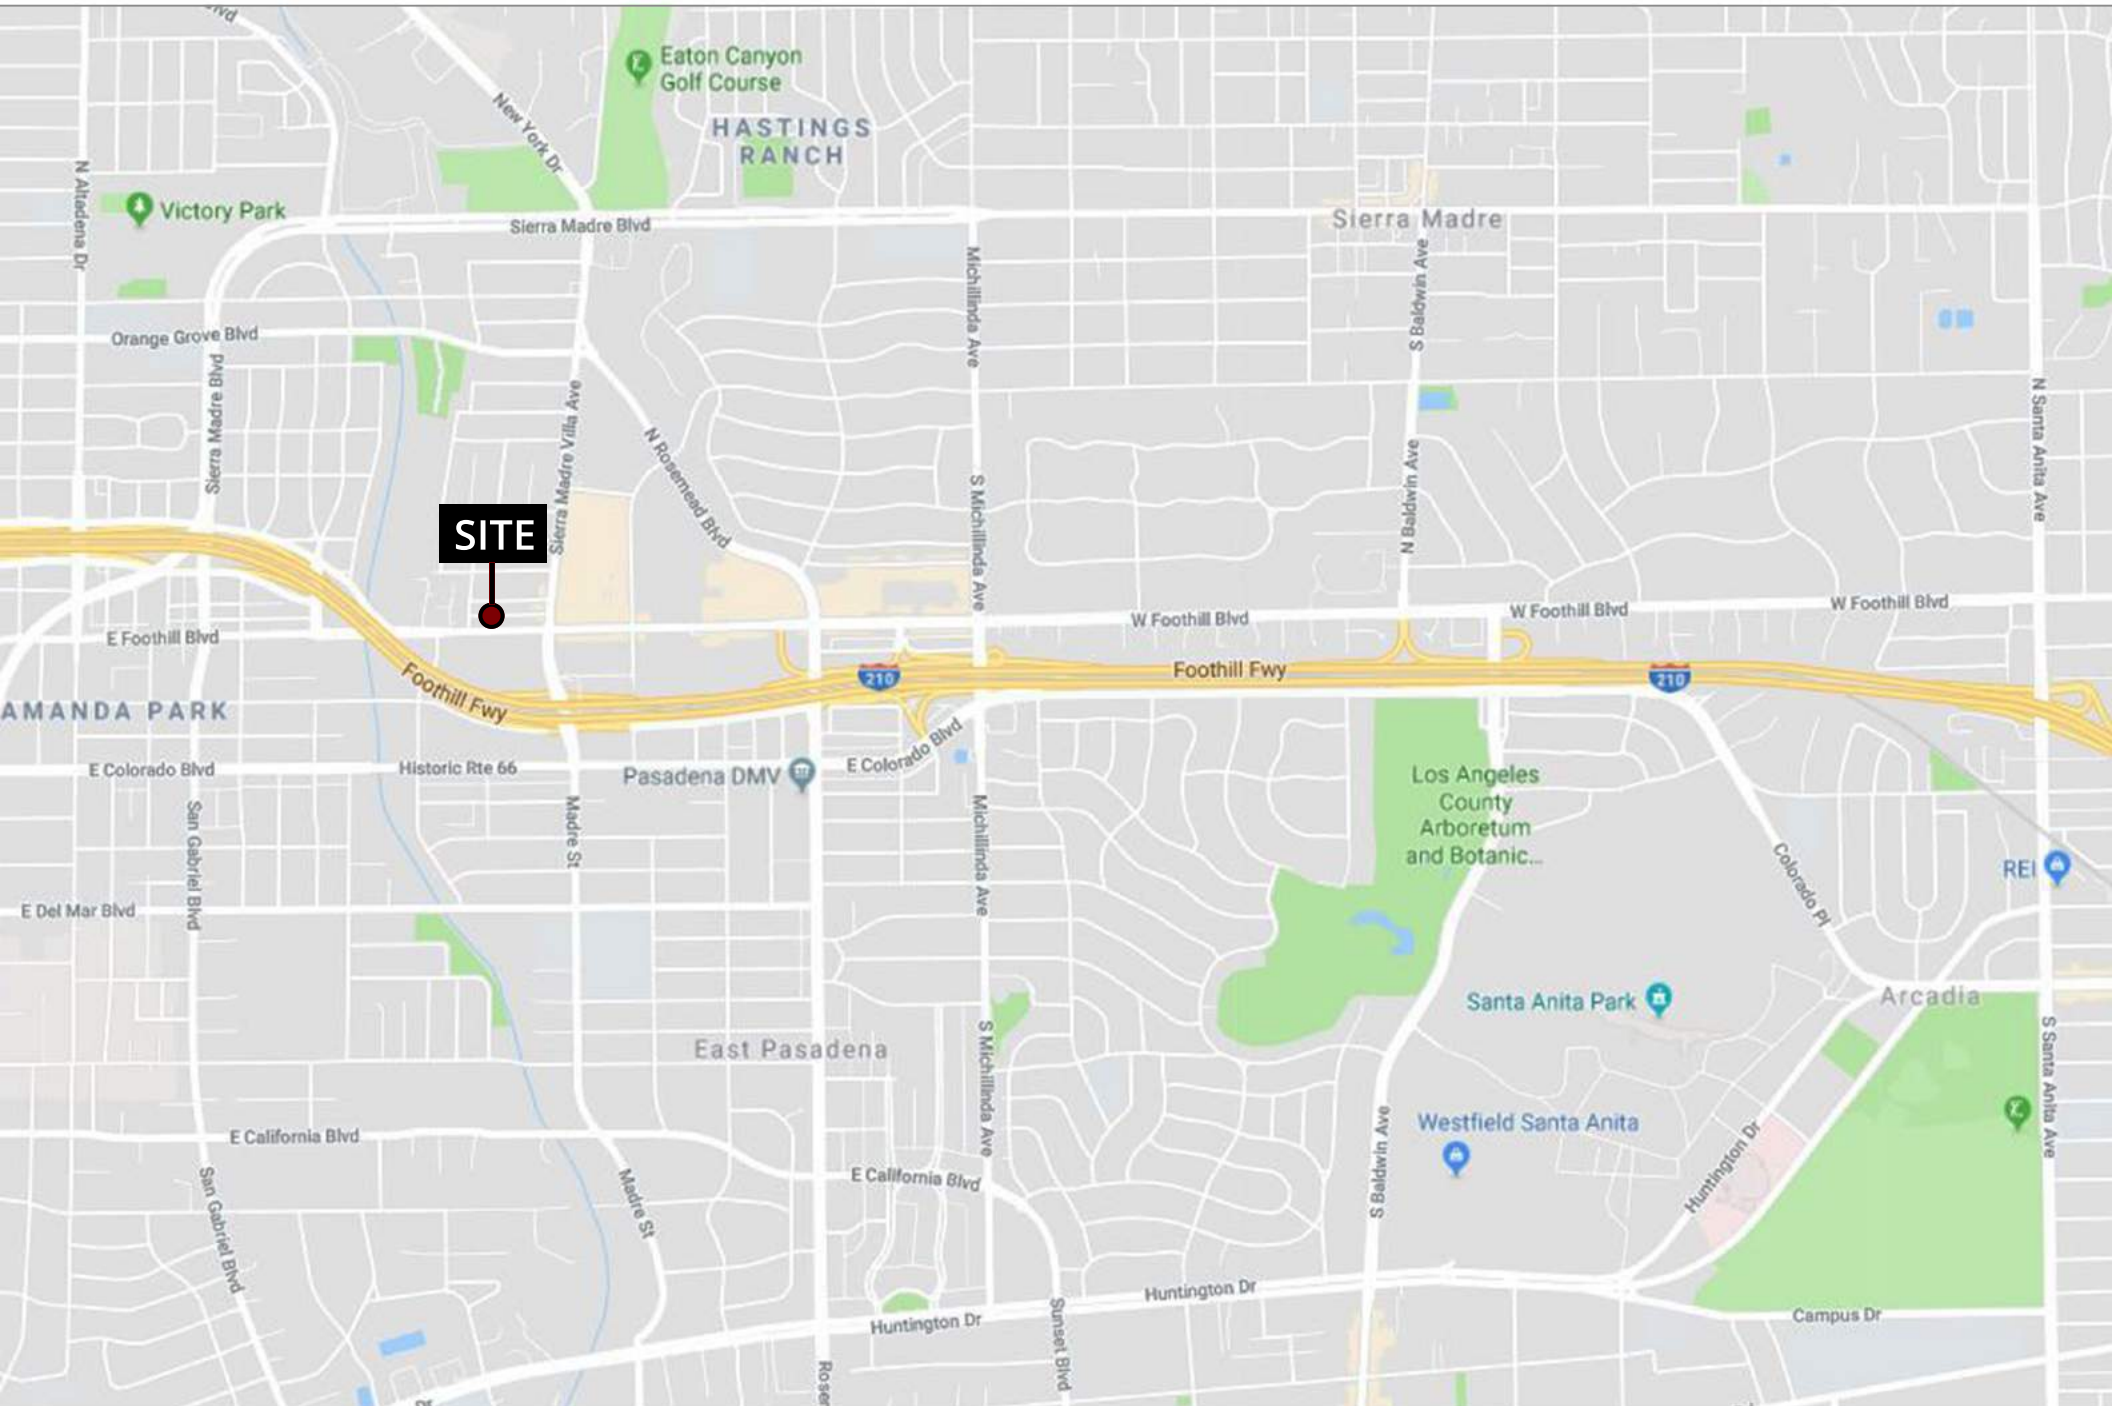 Eaton Canyon
Golf Course
HASTINGS
RANCH
New York Dr
N Altadena Dr
Victory Park
Sierra Madre Blvd
Sierra Madre
Michillinda Ave
S Baldwin Ave
Orange Grove Blvd
Sierra Madre Blvd
Sierra Madre Villa Ave
N Rosemead Blvd
S Michillinda Ave
N Baldwin Ave
N Santa Anita Ave
SITE
E Foothill Blvd
W Foothill Blvd
W Foothill Blvd
W Foothill Blvd
Foothill Fwy
210
Foothill Fwy
210
AMANDA PARK
E Colorado Blvd
Historic Rte 66
Pasadena DMV
E Colorado Blvd
Los Angeles
County
Arboretum
and Botanic...
San Gabriel Blvd
Madre St
Michillinda Ave
Colorado Pl
REI
E Del Mar Blvd
Santa Anita Park
Arcadia
East Pasadena
S Michillinda Ave
S Santa Anita Ave
Westfield Santa Anita
Huntington Dr
E California Blvd
E California Blvd
San Gabriel Blvd
Madre St
S Baldwin Ave
Huntington Dr
Huntington Dr
Sunset Blvd
Campus Dr